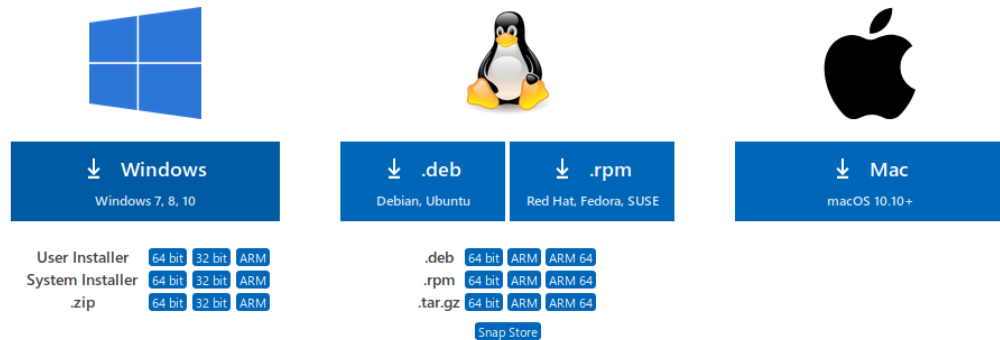 Windows
Windows 7, 8, 10
User Installer 64 bit 32 bit ARM
System Installer 64 bit 32 bit ARM
.zip 64 bit 32 bit ARM
.deb
Debian, Ubuntu
.rpm
Red Hat, Fedora, SUSE
.deb 64 bit ARM ARM 64
.rpm 64 bit ARM ARM 64
.tar.gz 64 bit ARM ARM 64
Snap Store
Mac
macOS 10.10+